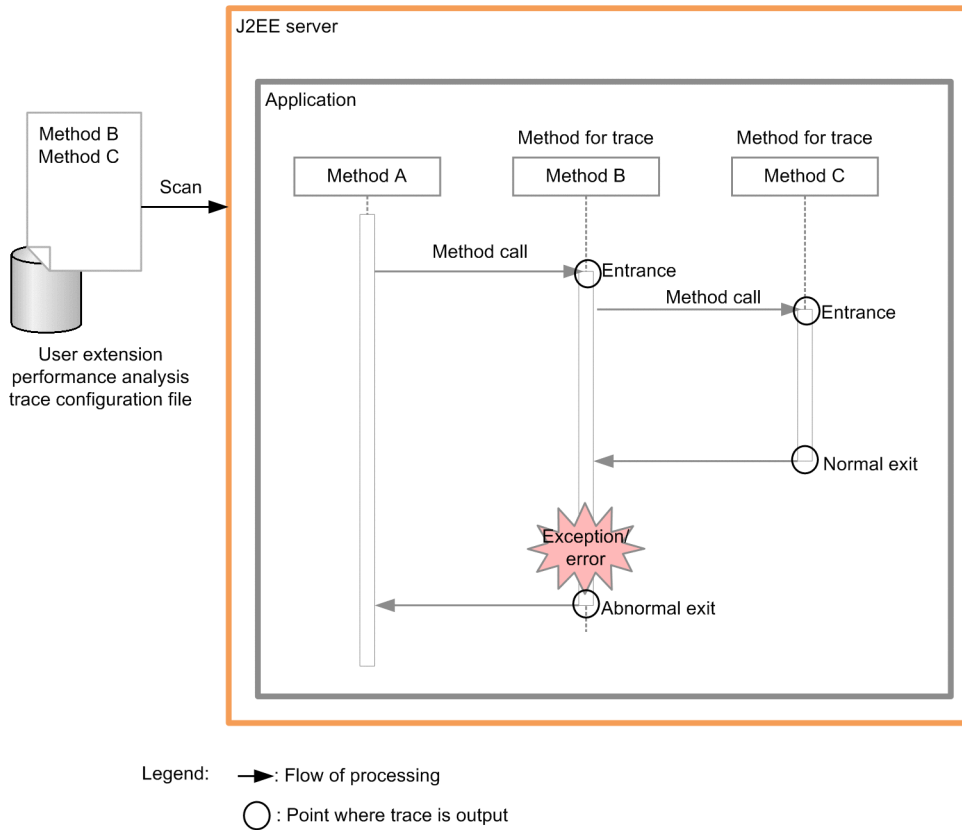 J2EE server
Application
Method B
Method C
Scan
User extension
performance analysis
trace configuration file
Method for trace
Method for trace
Method A
Method B
Method C
Method call
Entrance
Method call
Entrance
Normal exit
Exception/
error
Abnormal exit
Legend:
: Flow of processing
: Point where trace is output